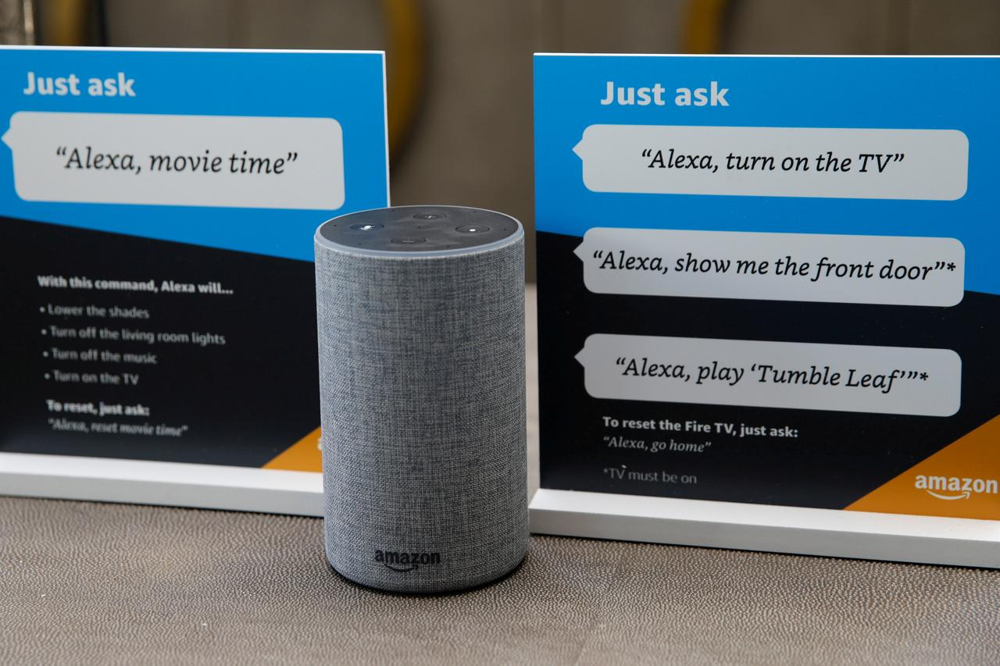 Just ask
“Alexa, movie time”
With this command, Alexa will...
• Lower the shades
• Turn off the living room lights
• Turn off the music
• Turn on the TV
To reset, just ask:
“Alexa, reset movie time”
amazon
Just ask
“Alexa, turn on the TV”
“Alexa, show me the front door”*
“Alexa, play ‘Tumble Leaf’”*
To reset the Fire TV, just ask:
“Alexa, go home”
*TV must be on
amazon